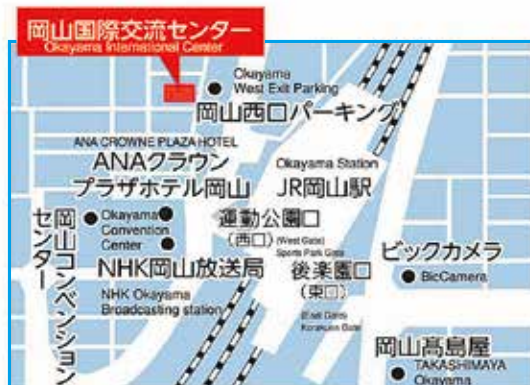 岡山国際交流センター
Okayama International Center
Okayama
West Exit Parking
岡山西口パーキング
ANA CROWNE PLAZA HOTEL
ANAクラウン
プラザホテル岡山
Okayama Station
JR岡山駅
岡山コンベンション
センター
Okayama
Convention
Center
運動公園口
(西口)
(West Gate)
Sports Park Gate
NHK岡山放送局
NHK Okayama
Broadcasting station
後楽園口
(東口)
(East Gate)
Korakuen Gate
ビックカメラ
BicCamera
岡山髙島屋
TAKASHIMAYA
Okayama